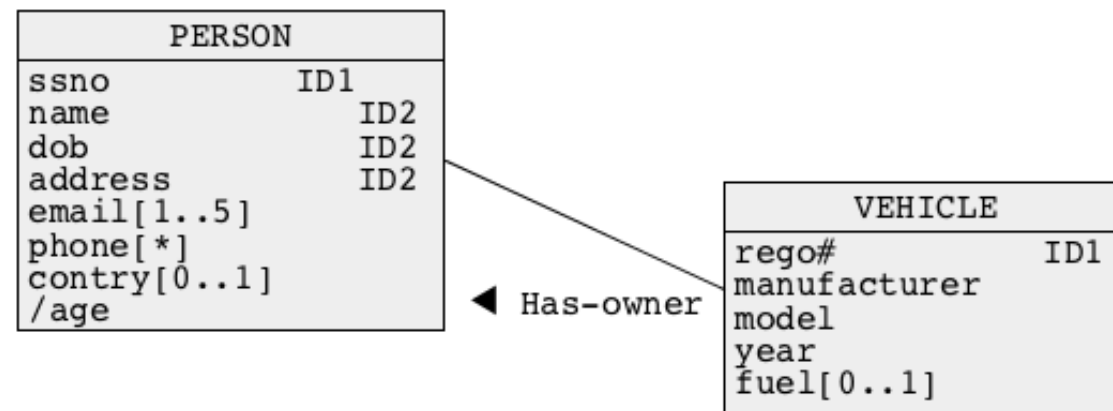 PERSON
ssno ID1
name ID2
dob ID2
address ID2
email[1..5]
phone[*]
contry[0..1]
/age
◀ Has-owner
VEHICLE
rego# ID1
manufacturer
model
year
fuel[0..1]